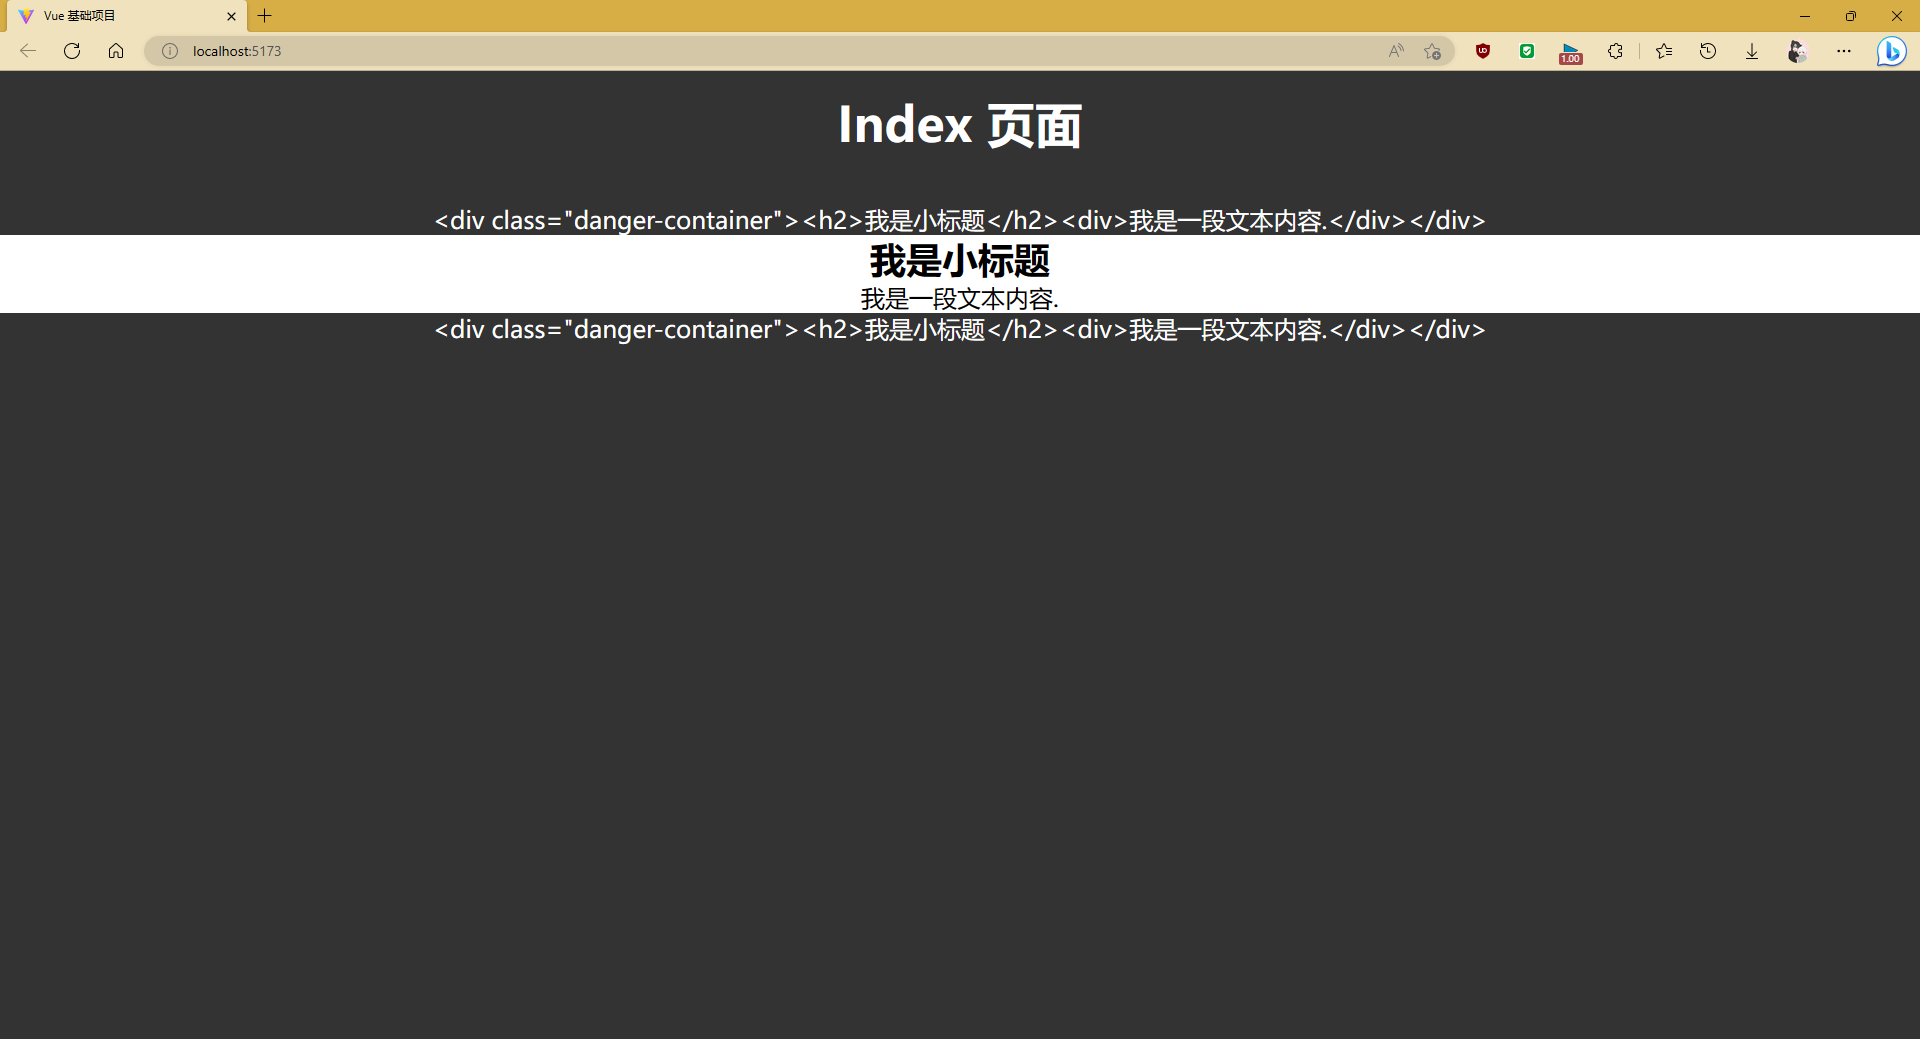 Vue 基础项目
localhost:5173
1.00
Index 页面
<div class="danger-container"><h2>我是小标题</h2><div>我是一段文本内容.</div></div>
我是小标题
我是一段文本内容.
<div class="danger-container"><h2>我是小标题</h2><div>我是一段文本内容.</div></div>